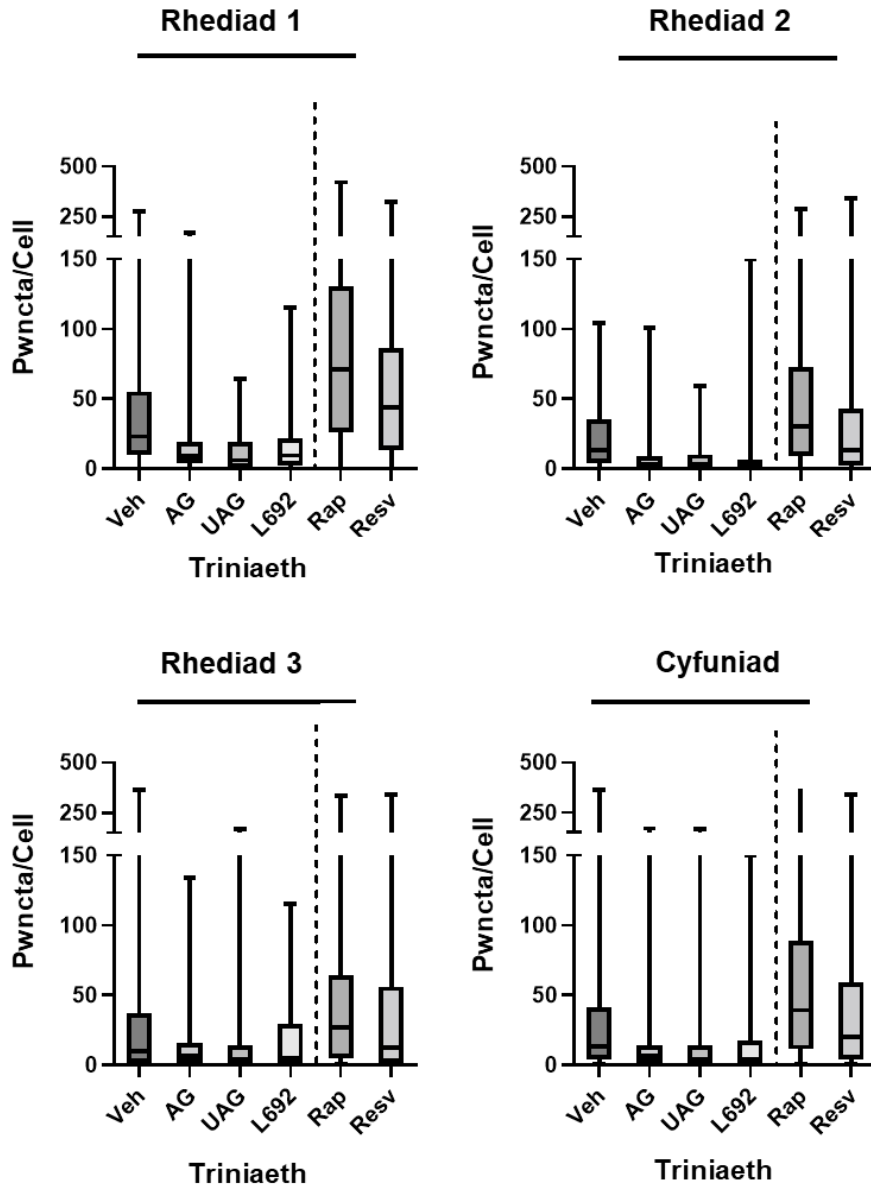 Rhediad 1
Pwncta/Cell
500
250
150
100
50
0
Veh AG UAG L692 Rap Resv
Triniaeth
Rhediad 2
Pwncta/Cell
500
250
150
100
50
0
Veh AG UAG L692 Rap Resv
Triniaeth
Rhediad 3
Pwncta/Cell
500
250
150
100
50
0
Veh AG UAG L692 Rap Resv
Triniaeth
Cyfuniad
Pwncta/Cell
500
250
150
100
50
0
Veh AG UAG L692 Rap Resv
Triniaeth